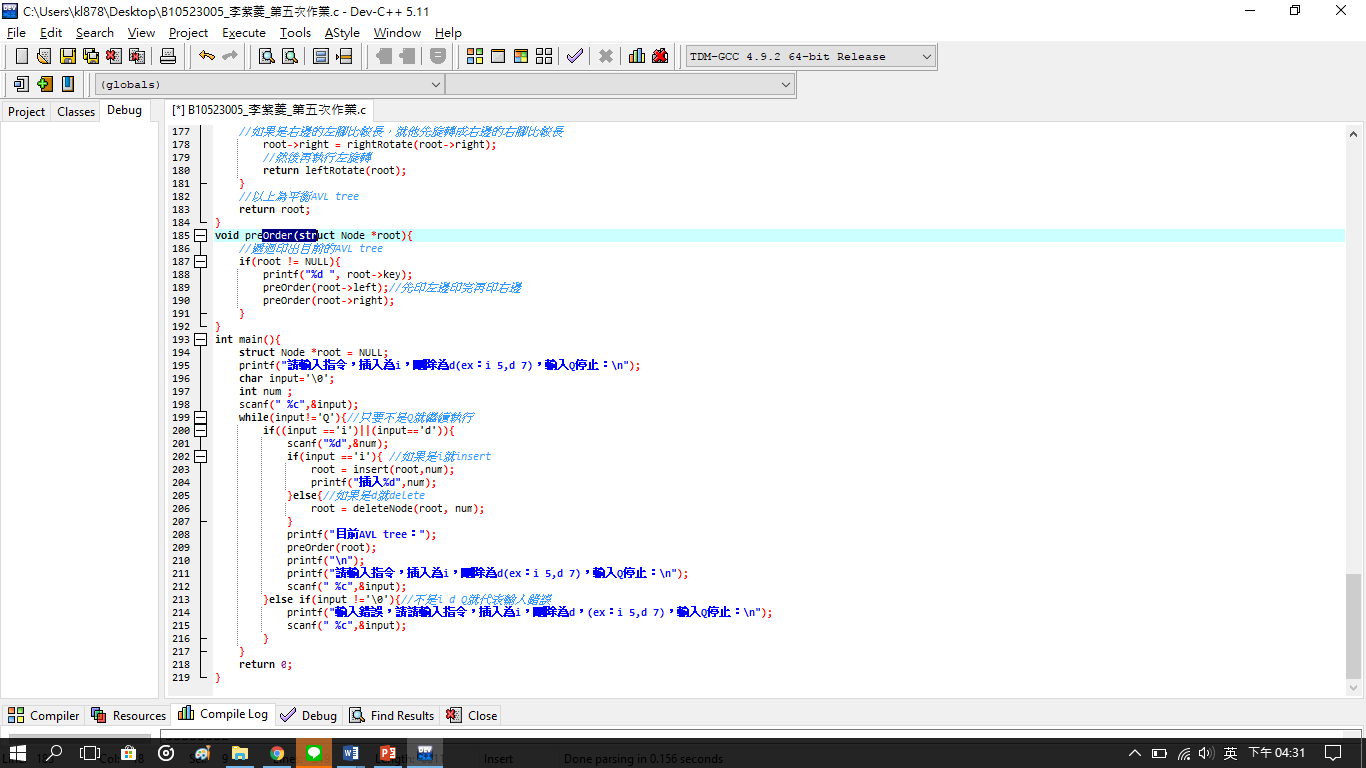 C:\Users\kl878\Desktop\B10523005_李紫菱_第五次作業.c - Dev-C++ 5.11
File Edit Search View Project Execute Tools AStyle Window Help
TDM-GCC 4.9.2 64-bit Release
(globals)
Project Classes Debug
[*] B10523005_李紫菱_第五次作業.c
177 //如果是右邊的左腳比較長，就他先旋轉成右邊的右腳比較長
178 root->right = rightRotate(root->right);
179 //然後再執行左旋轉
180 return leftRotate(root);
181 }
182 //以上為平衡AVL tree
183 return root;
184 }
185 void preOrder(struct Node *root){
186 //遞迴印出目前的AVL tree
187 if(root != NULL){
188 printf("%d ", root->key);
189 preOrder(root->left);//先印左邊印完再印右邊
190 preOrder(root->right);
191 }
192 }
193 int main(){
194 struct Node *root = NULL;
195 printf("請輸入指令，插入為i，刪除為d(ex：i 5,d 7)，輸入Q停止：\n");
196 char input='\0';
197 int num ;
198 scanf(" %c",&input);
199 while(input!='Q'){//只要不是Q就繼續執行
200 if((input =='i')||(input=='d')){
201 scanf("%d",&num);
202 if(input =='i'){ //如果是i就insert
203 root = insert(root,num);
204 printf("插入%d",num);
205 }else{//如果是d就delete
206 root = deleteNode(root, num);
207 }
208 printf("目前AVL tree：");
209 preOrder(root);
210 printf("\n");
211 printf("請輸入指令，插入為i，刪除為d(ex：i 5,d 7)，輸入Q停止：\n");
212 scanf(" %c",&input);
213 }else if(input !='\0'){//不是i d Q就代表輸入錯誤
214 printf("輸入錯誤，請請輸入指令，插入為i，刪除為d，(ex：i 5,d 7)，輸入Q停止：\n");
215 scanf(" %c",&input);
216 }
217 }
218 return 0;
219 }
Compiler Resources Compile Log Debug Find Results Close
Insert Done parsing in 0.156 seconds
英 下午 04:31